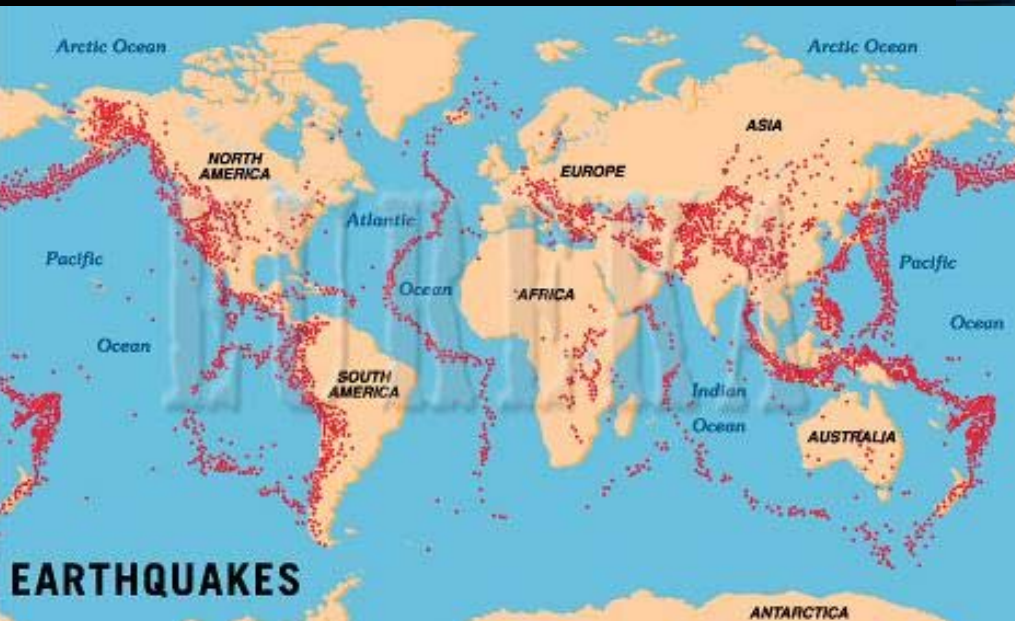 Arctic Ocean
Arctic Ocean
ASIA
NORTH
AMERICA
EUROPE
Atlantic
Pacific
Pacific
Ocean
AFRICA
Ocean
Ocean
SOUTH
AMERICA
Indian
Ocean
AUSTRALIA
EARTHQUAKES
ANTARCTICA